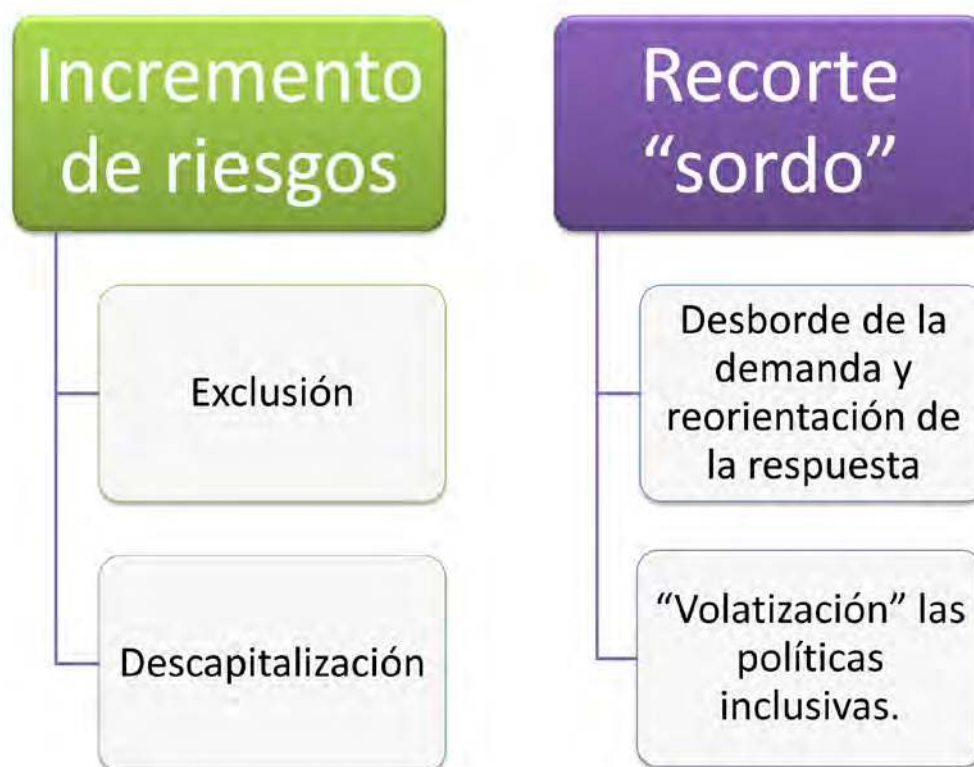 Incremento
de riesgos
Exclusión
Descapitalización
Recorte
“sordo”
Desborde de la
demanda y
reorientación de
la respuesta
“Volatización” las
políticas
inclusivas.